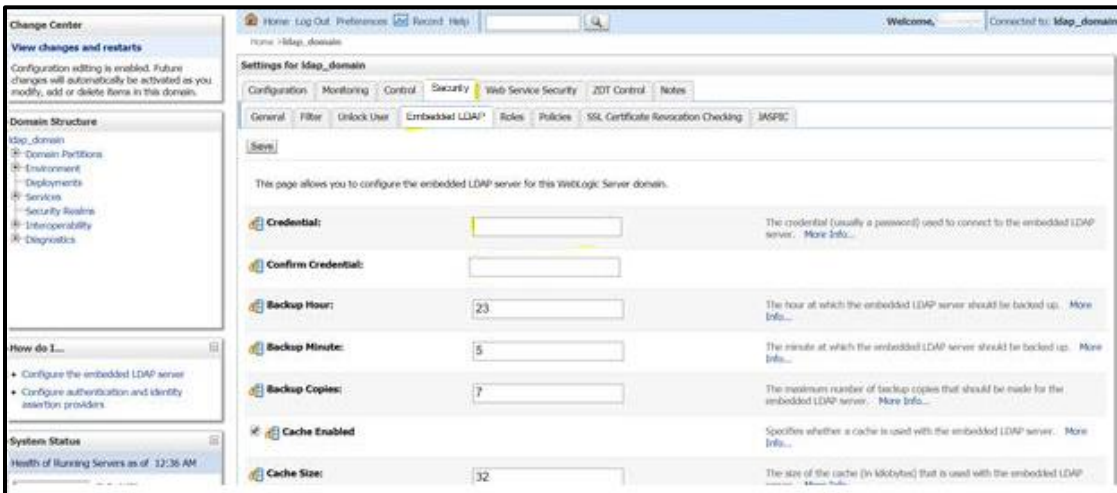 Change Center
View changes and restarts
Configuration editing is enabled. Future
changes will automatically be activated as you
modify, add or delete items in this domain.
Domain Structure
ldap_domain
Domain Partitions
Environment
Deployments
Services
Security Realms
Interoperability
Diagnostics
How do I...
Configure the embedded LDAP server
Configure authentication and identity
assertion providers
System Status
Health of Running Servers as of 12:36 AM
Home Log Out Preferences Record Help
Welcome,
Connected to: ldap_domain
Home >ldap_domain
Settings for ldap_domain
Configuration Monitoring Control Security Web Service Security ZDT Control Notes
General Filter Unlock User Embedded LDAP Roles Policies SSL Certificate Revocation Checking JASPIC
Save
This page allows you to configure the embedded LDAP server for this WebLogic Server domain.
Credential:
The credential (usually a password) used to connect to the embedded LDAP
server. More Info...
Confirm Credential:
Backup Hour: 23
The hour at which the embedded LDAP server should be backed up. More
Info...
Backup Minute: 5
The minute at which the embedded LDAP server should be backed up. More
Info...
Backup Copies: 7
The maximum number of backup copies that should be made for the
embedded LDAP server. More Info...
Cache Enabled
Specifies whether a cache is used with the embedded LDAP server. More
Info...
Cache Size: 32
The size of the cache (in kilobytes) that is used with the embedded LDAP
server. More Info...